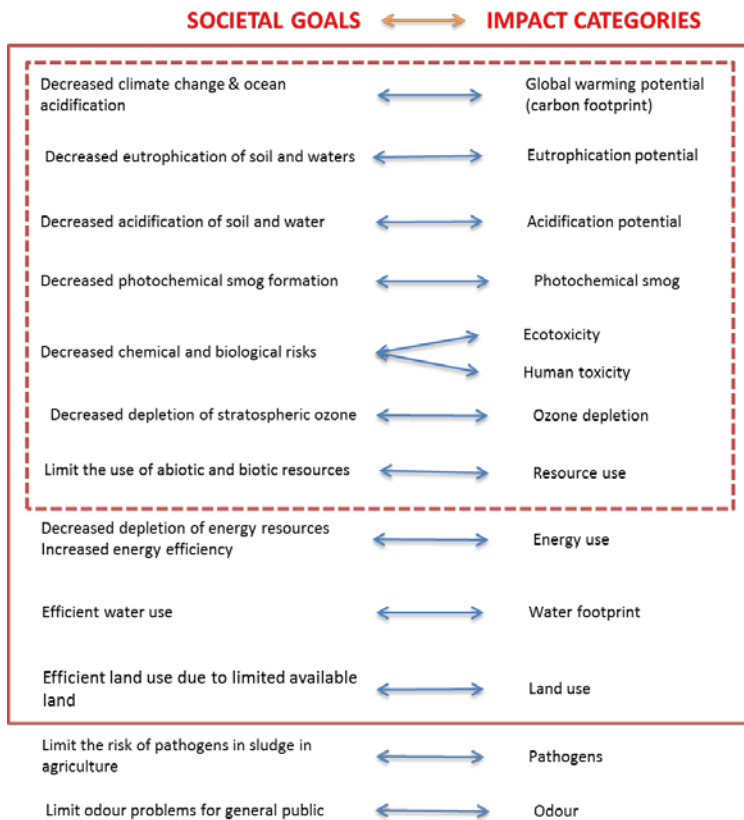 SOCIETAL GOALS IMPACT CATEGORIES
Decreased climate change & ocean
acidification
Global warming potential
(carbon footprint)
Decreased eutrophication of soil and waters
Eutrophication potential
Decreased acidification of soil and water
Acidification potential
Decreased photochemical smog formation
Photochemical smog
Decreased chemical and biological risks
Ecotoxicity
Human toxicity
Decreased depletion of stratospheric ozone
Ozone depletion
Limit the use of abiotic and biotic resources
Resource use
Decreased depletion of energy resources
Increased energy efficiency
Energy use
Efficient water use
Water footprint
Efficient land use due to limited available
land
Land use
Limit the risk of pathogens in sludge in
agriculture
Pathogens
Limit odour problems for general public
Odour